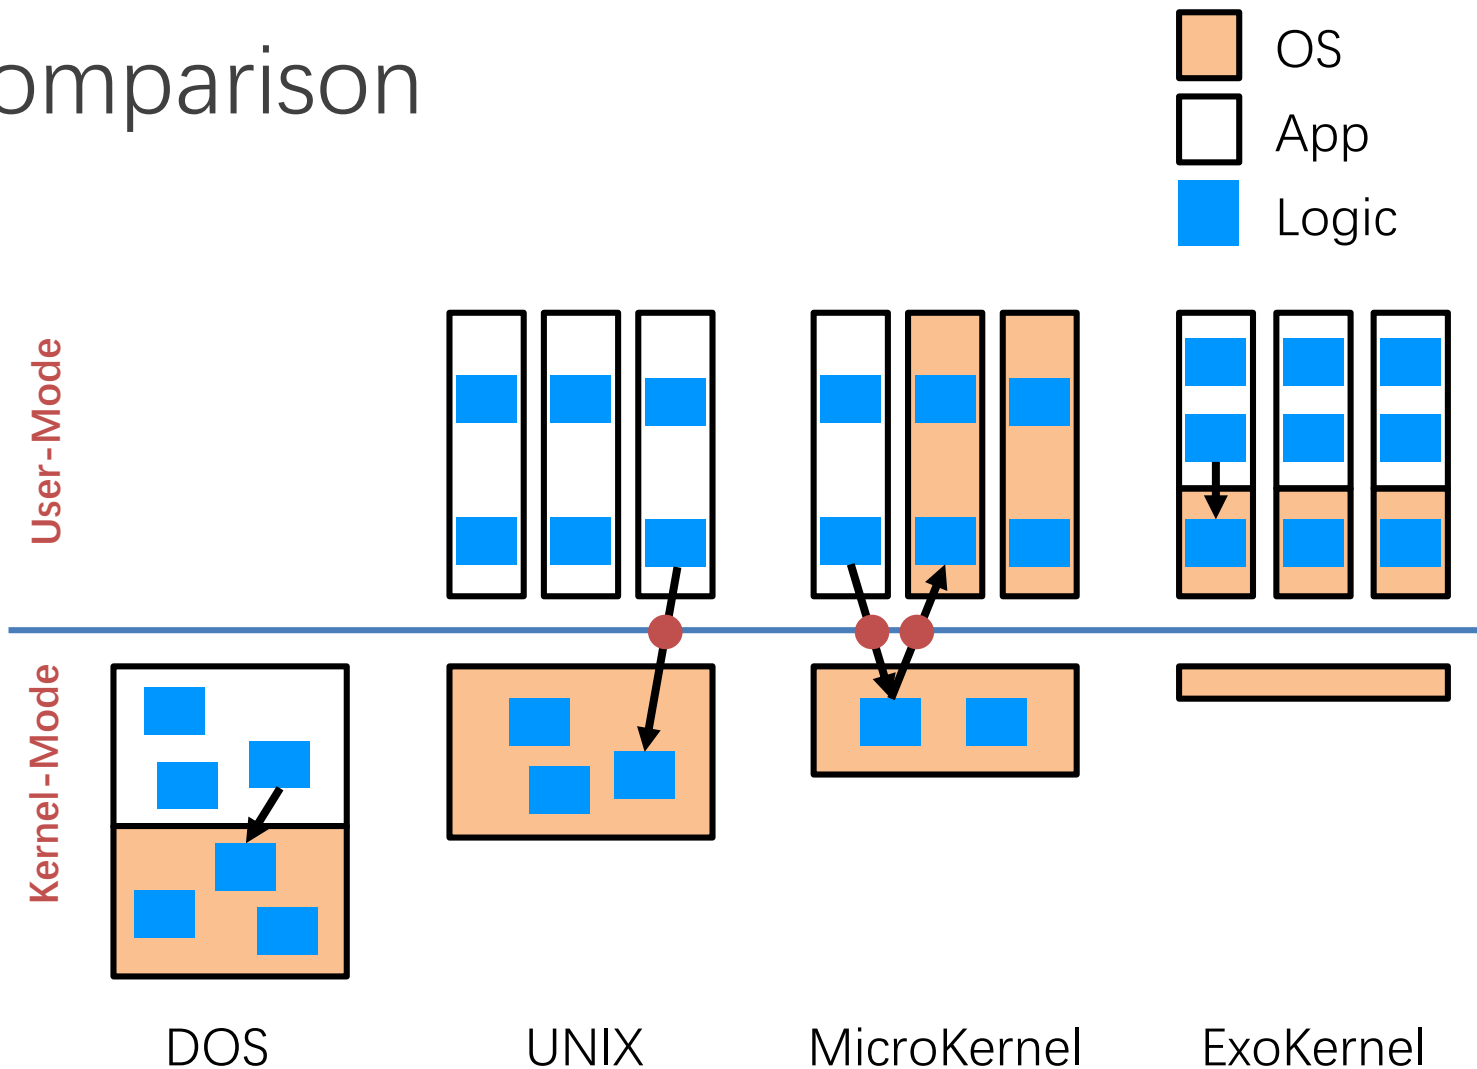 omparison
OS
App
Logic
User-Mode
Kernel-Mode
DOS
UNIX
MicroKernel
ExoKernel